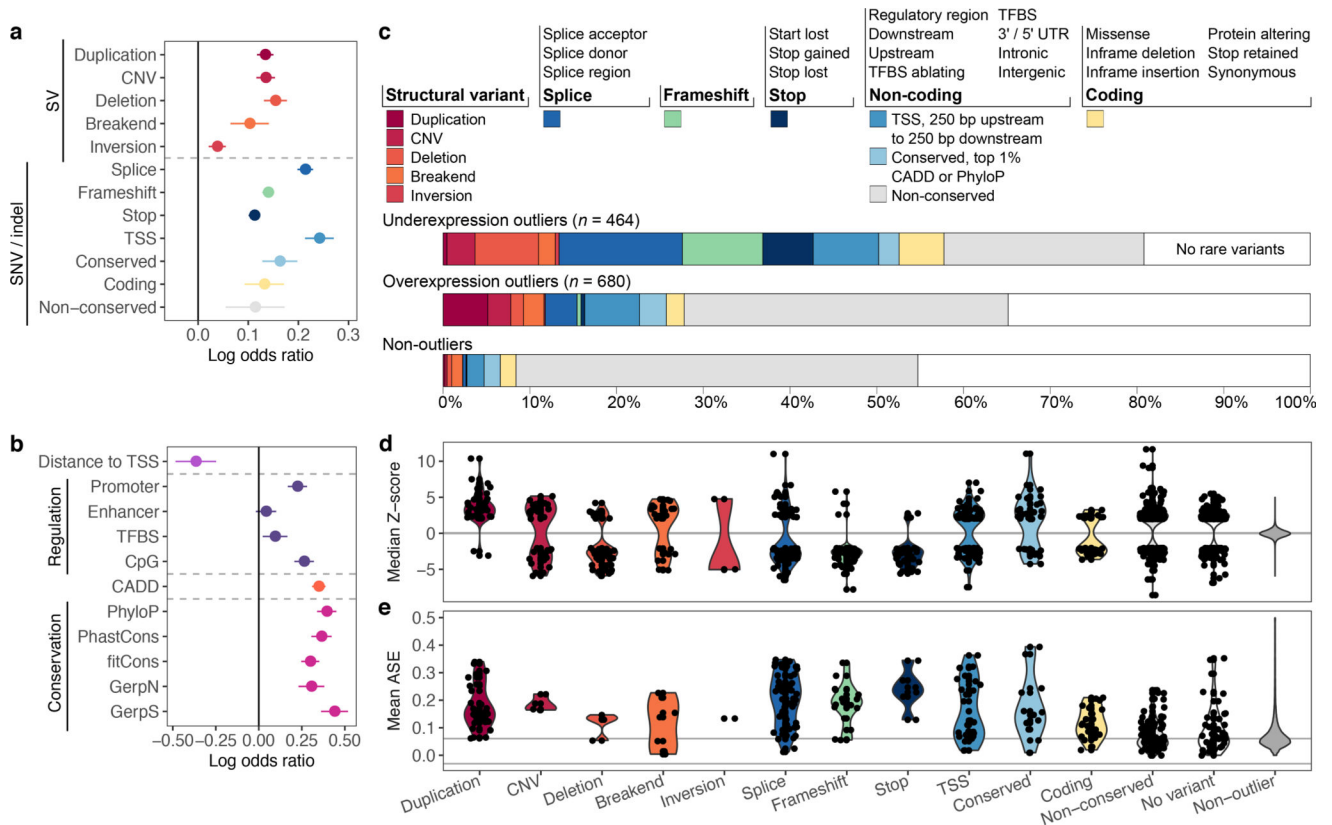 a
SV
Duplication
CNV
Deletion
Breakend
Inversion
SNV / indel
Splice
Frameshift
Stop
TSS
Conserved
Coding
Non−conserved
0.0 0.1 0.2 0.3
Log odds ratio
b
Distance to TSS
Regulation
Promoter
Enhancer
TFBS
CpG
CADD
Conservation
PhyloP
PhastCons
fitCons
GerpN
GerpS
−0.50 0.00 0.25 0.50
Log odds ratio
c
Structural variant
Duplication
CNV
Deletion
Breakend
Inversion
Splice acceptor
Splice donor
Splice region
Splice
Frameshift
Start lost
Stop gained
Stop lost
Stop
Regulatory region TFBS
Downstream 3' / 5' UTR
Upstream Intronic
TFBS ablating Intergenic
Non-coding
TSS, 250 bp upstream
to 250 bp downstream
Conserved, top 1%
CADD or PhyloP
Non-conserved
Missense Protein altering
Inframe deletion Stop retained
Inframe insertion Synonymous
Coding
Underexpression outliers (n = 464)
No rare variants
Overexpression outliers (n = 680)
Non-outliers
0% 10% 20% 30% 40% 50% 60% 70% 80% 90% 100%
d
Median Z−score
10
5
0
−5
e
Mean ASE
0.5
0.4
0.3
0.2
0.1
0.0
Duplication
CNV
Deletion
Breakend
Inversion
Splice
Frameshift
Stop
TSS
Conserved
Coding
Non−conserved
No variant
Non−outlier